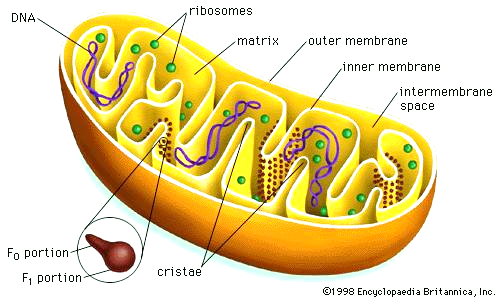 DNA
ribosomes
matrix
outer membrane
inner membrane
intermembrane
space
F0 portion
F1 portion
cristae
©1998 Encyclopaedia Britannica, Inc.